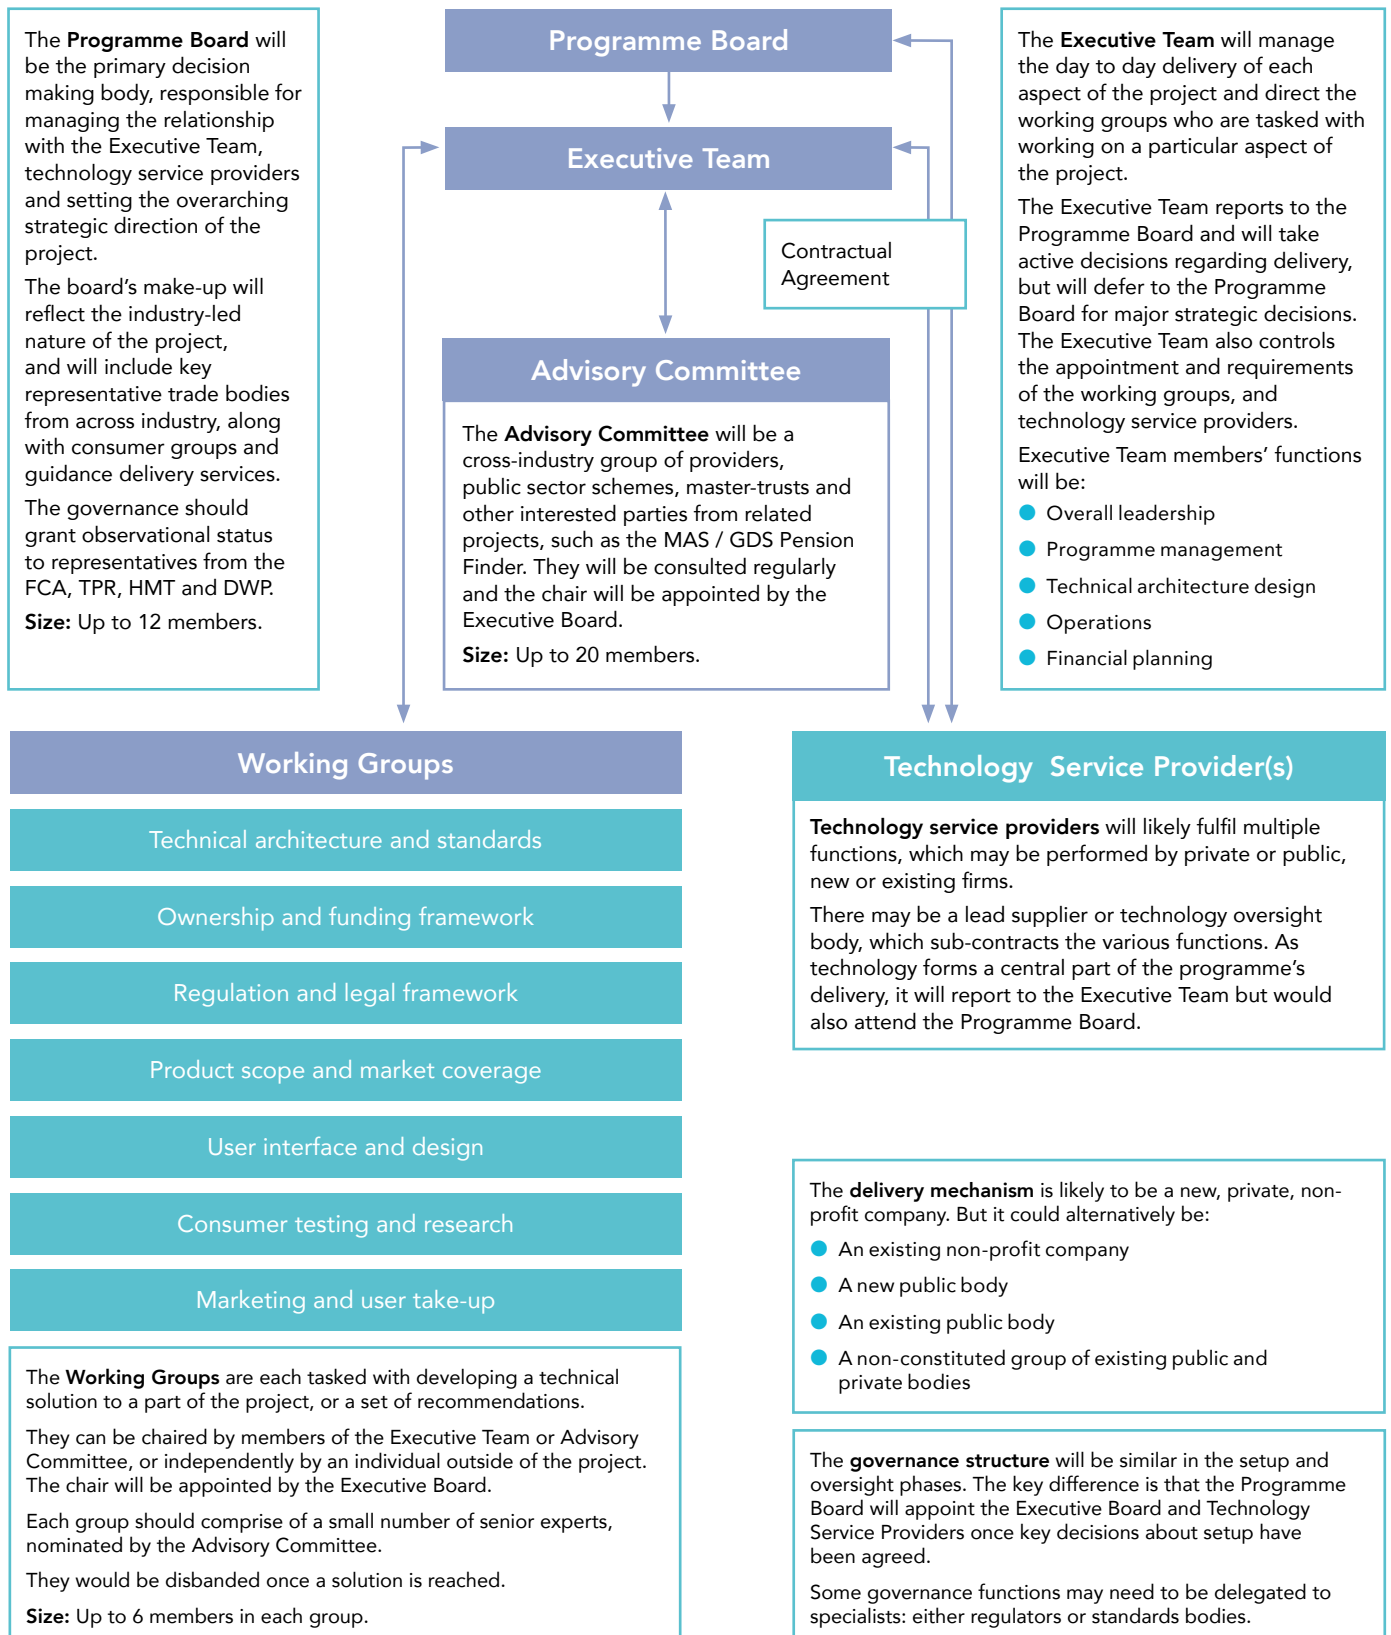 The Programme Board will
be the primary decision
making body, responsible for
managing the relationship
with the Executive Team,
technology service providers
and setting the overarching
strategic direction of the
project.
The board’s make-up will
reflect the industry-led
nature of the project,
and will include key
representative trade bodies
from across industry, along
with consumer groups and
guidance delivery services.
The governance should
grant observational status
to representatives from the
FCA, TPR, HMT and DWP.
Size: Up to 12 members.
Programme Board
Executive Team
Contractual
Agreement
Advisory Committee
The Advisory Committee will be a
cross-industry group of providers,
public sector schemes, master-trusts and
other interested parties from related
projects, such as the MAS / GDS Pension
Finder. They will be consulted regularly
and the chair will be appointed by the
Executive Board.
Size: Up to 20 members.
The Executive Team will manage
the day to day delivery of each
aspect of the project and direct the
working groups who are tasked with
working on a particular aspect of
the project.
The Executive Team reports to the
Programme Board and will take
active decisions regarding delivery,
but will defer to the Programme
Board for major strategic decisions.
The Executive Team also controls
the appointment and requirements
of the working groups, and
technology service providers.
Executive Team members’ functions
will be:
Overall leadership
Programme management
Technical architecture design
Operations
Financial planning
Working Groups
Technical architecture and standards
Ownership and funding framework
Regulation and legal framework
Product scope and market coverage
User interface and design
Consumer testing and research
Marketing and user take-up
The Working Groups are each tasked with developing a technical
solution to a part of the project, or a set of recommendations.
They can be chaired by members of the Executive Team or Advisory
Committee, or independently by an individual outside of the project.
The chair will be appointed by the Executive Board.
Each group should comprise of a small number of senior experts,
nominated by the Advisory Committee.
They would be disbanded once a solution is reached.
Size: Up to 6 members in each group.
Technology Service Provider(s)
Technology service providers will likely fulfil multiple
functions, which may be performed by private or public,
new or existing firms.
There may be a lead supplier or technology oversight
body, which sub-contracts the various functions. As
technology forms a central part of the programme’s
delivery, it will report to the Executive Team but would
also attend the Programme Board.
The delivery mechanism is likely to be a new, private, non-
profit company. But it could alternatively be:
An existing non-profit company
A new public body
An existing public body
A non-constituted group of existing public and
private bodies
The governance structure will be similar in the setup and
oversight phases. The key difference is that the Programme
Board will appoint the Executive Board and Technology
Service Providers once key decisions about setup have
been agreed.
Some governance functions may need to be delegated to
specialists: either regulators or standards bodies.